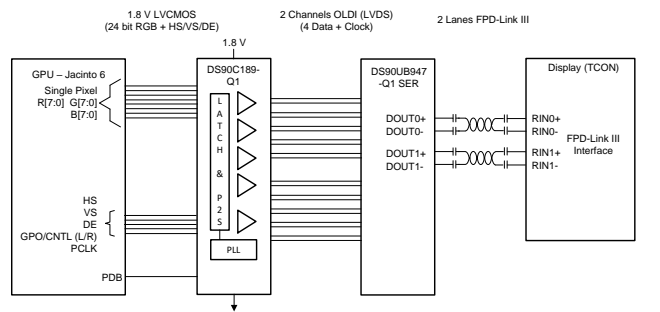 1.8 V LVCMOS
(24 bit RGB + HS/VS/DE)
2 Channels OLDI (LVDS)
(4 Data + Clock)
2 Lanes FPD-Link III
1.8 V
GPU – Jacinto 6
Single Pixel
R[7:0] G[7:0]
B[7:0]
HS
VS
DE
GPO/CNTL (L/R)
PCLK
PDB
DS90C189-
Q1
LATCH & P2S
PLL
DS90UB947
-Q1 SER
DOUT0+
DOUT0-
DOUT1+
DOUT1-
Display (TCON)
RIN0+
RIN0-
RIN1+
RIN1-
FPD-Link III
Interface